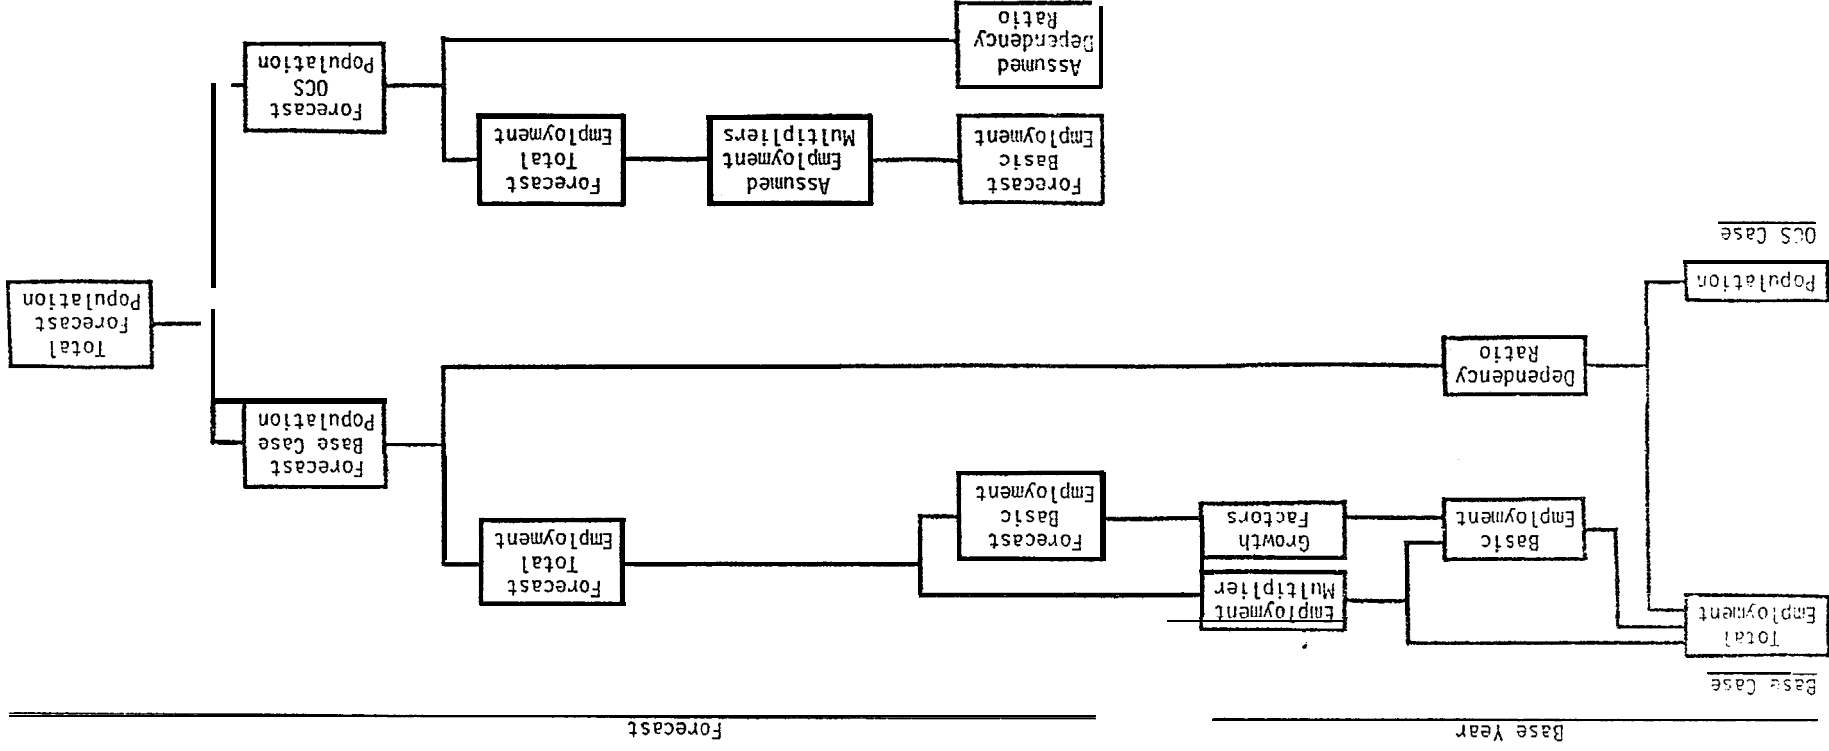 Base Year
Forecast
Base Case
Total
Employment
Employment
Multiplier
Basic
Employment
Growth
Factors
Forecast
Basic
Employment
Forecast
Total
Employment
Forecast
Base Case
Population
Dependency
Ratio
Population
Total
Forecast
Population
OCS Case
Forecast
Basic
Employment
Assumed
Employment
Multipliers
Forecast
Total
Employment
Forecast
OCS
Population
Assumed
Dependency
Ratio